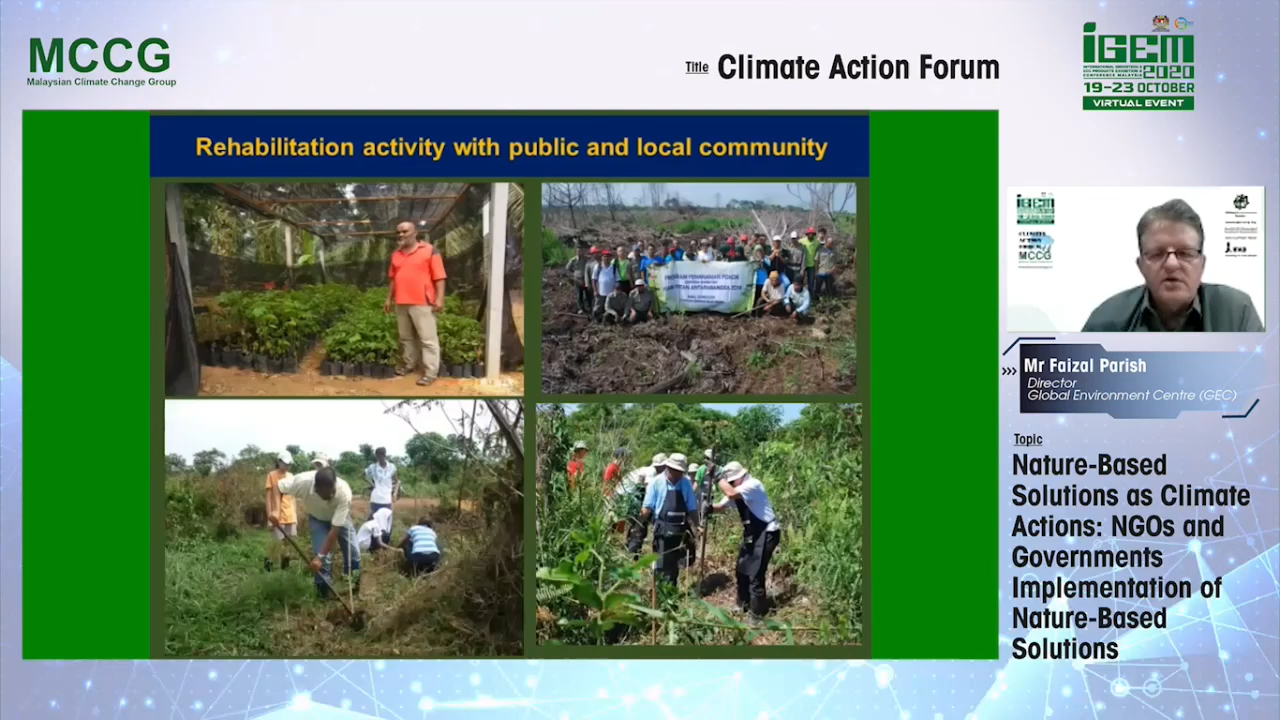 MCCG
Malaysian Climate Change Group
Title Climate Action Forum
iGEM
2020
19-23 OCTOBER
VIRTUAL EVENT
Rehabilitation activity with public and local community
MCCG
Mr Faizal Parish
Director
Global Environment Centre (GEC)
Topic
Nature-Based
Solutions as Climate
Actions: NGOs and
Governments
Implementation of
Nature-Based
Solutions